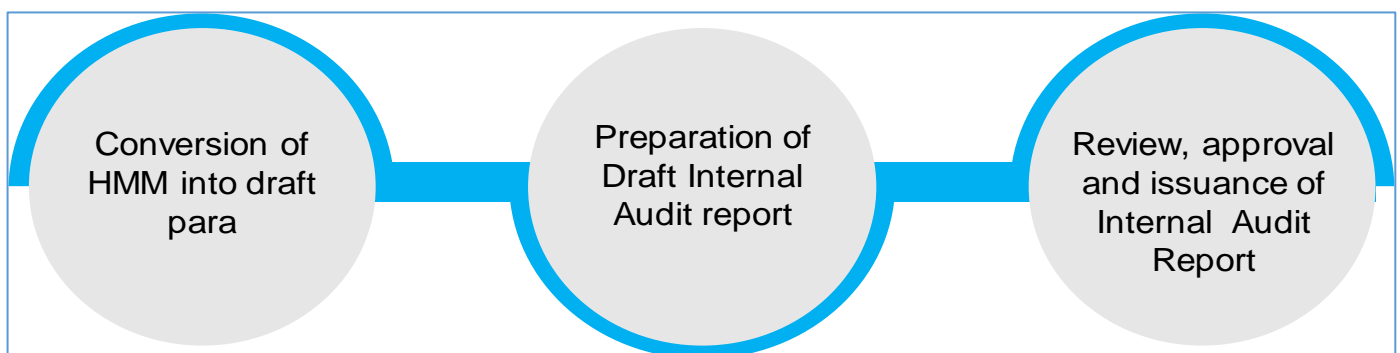 Conversion of
HMM into draft
para
Preparation of
Draft Internal
Audit report
Review, approval
and issuance of
Internal Audit
Report